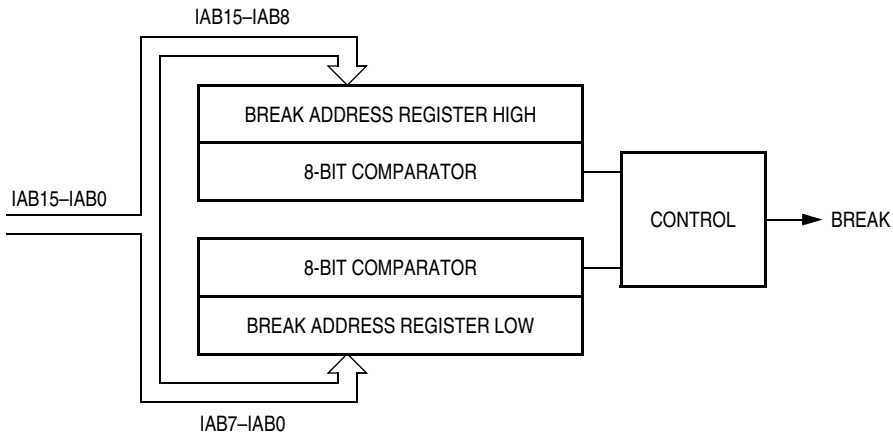 IAB15–IAB8
BREAK ADDRESS REGISTER HIGH
8-BIT COMPARATOR
IAB15–IAB0
CONTROL
BREAK
8-BIT COMPARATOR
BREAK ADDRESS REGISTER LOW
IAB7–IAB0